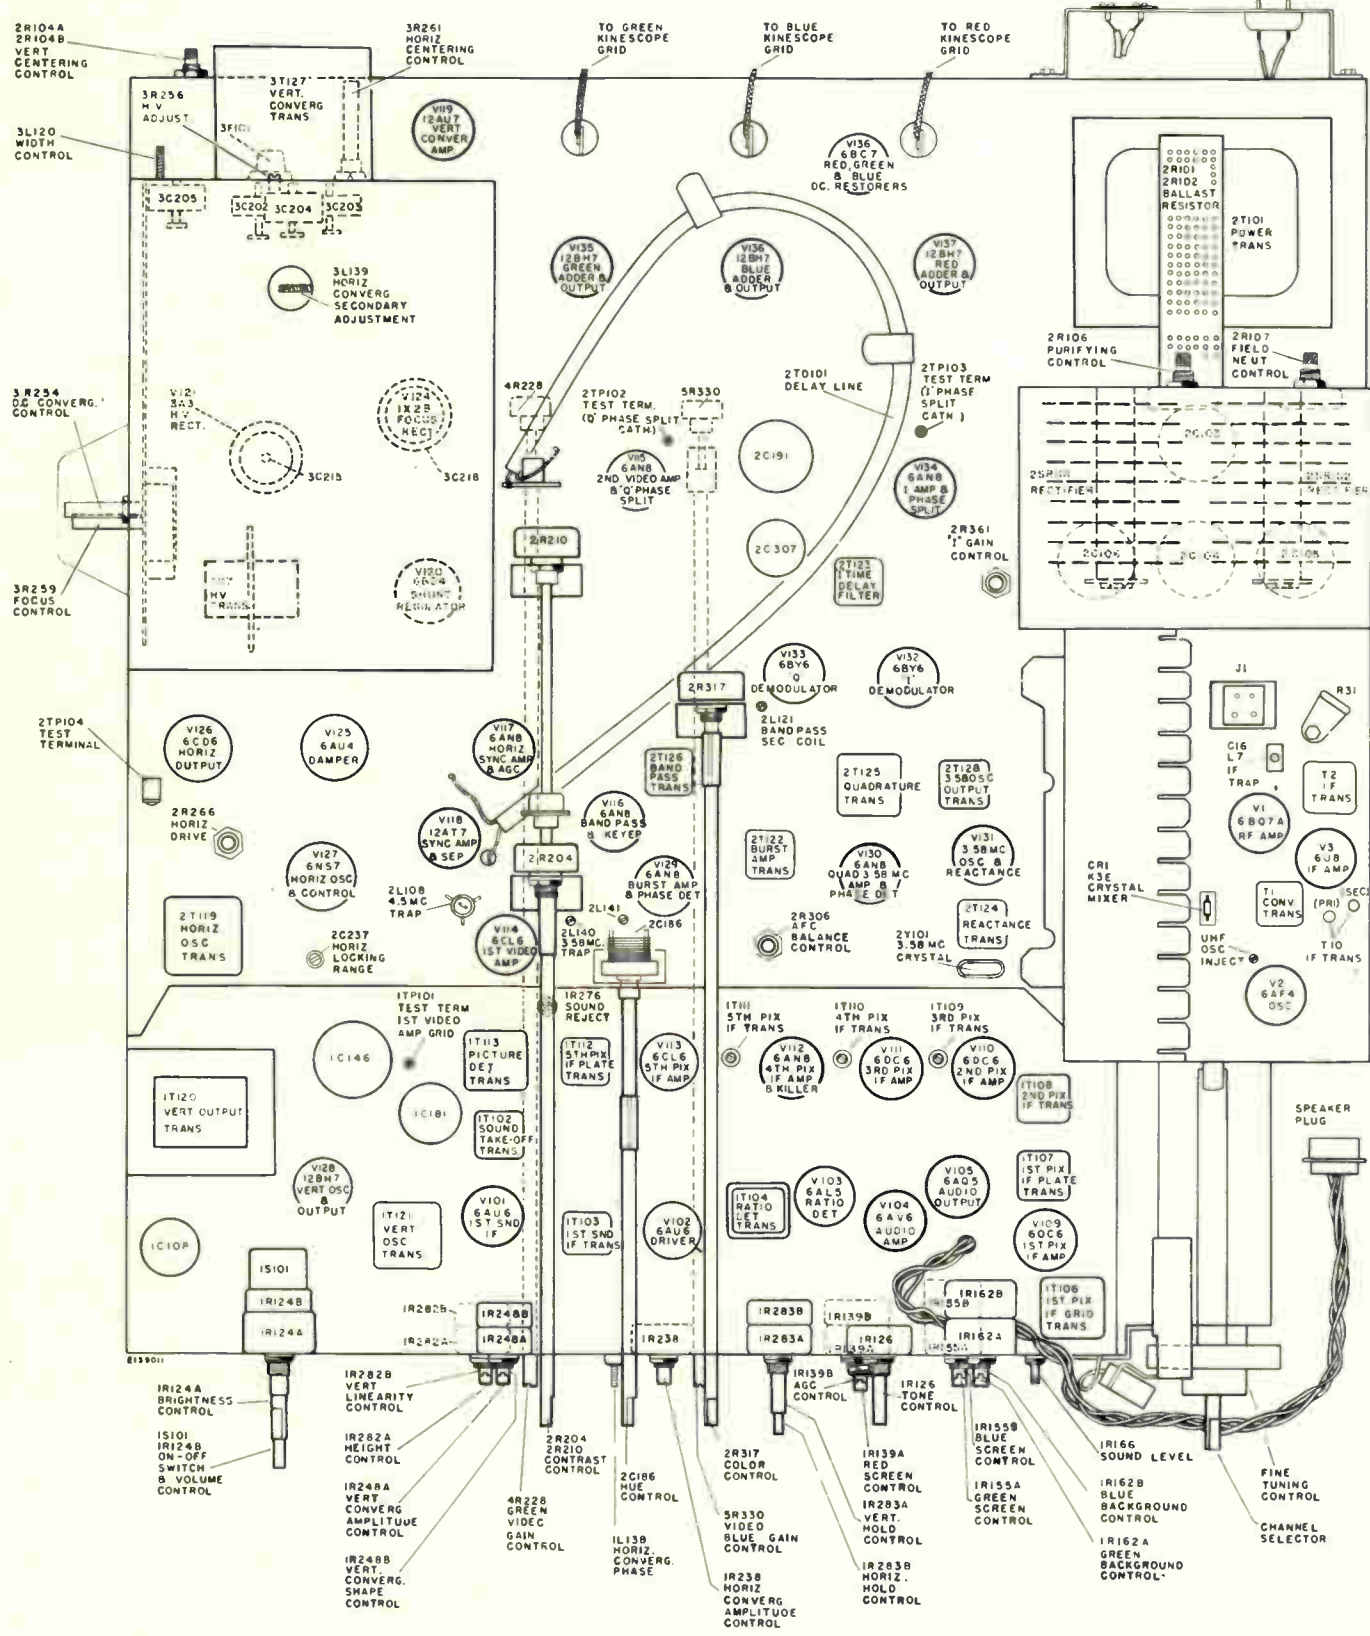 2R104A
2R104B
VERT
CENTERING
CONTROL
3R261
HORIZ
CENTERING
CONTROL
TO GREEN
KINESCOPE
GRID
TO BLUE
KINESCOPE
GRID
TO RED
KINESCOPE
GRID
3T127
VERT.
CONVERG
TRANS
3R256
H V
ADJUST
3F101
3L120
WIDTH
CONTROL
V119
12AU7
VERT
CONVER
AMP
V136
6BC7
RED, GREEN
& BLUE
DC. RESTORERS
2R101
2R102
BALLAST
RESISTOR
2T101
POWER
TRANS
3C205
3C202
3C204
3C203
V135
12BH7
GREEN
ADDER &
OUTPUT
V136
12BH7
BLUE
ADDER
& OUTPUT
V137
12BH7
RED
ADDER &
OUTPUT
3L139
HORIZ
CONVERG
SECONDARY
ADJUSTMENT
2R106
PURIFYING
CONTROL
2R107
FIELD
NEUT
CONTROL
3R254
D.C CONVERG.
CONTROL
V121
3A3
H V
RECT.
V124
1X2B
FOCUS
RECT
3C215
3C218
4R228
2TP102
TEST TERM.
(Q PHASE SPLIT
CATH.)
5R330
2TD101
DELAY LINE
2TP103
TEST TERM
(I PHASE
SPLIT
CATH )
V115
6AN8
2ND VIDEO AMP
& Q PHASE
SPLIT
2C191
V134
6AN8
I AMP &
PHASE
SPLIT
RECTIFIER
2R210
2C307
2R361
"I" GAIN
CONTROL
2C106
2C104
2C105
3R259
FOCUS
CONTROL
HV
TRANS
V120
6BD4
SHUNT
REGULATOR
2T123
I TIME
DELAY
FILTER
V133
6BY6
Q
DEMODULATOR
V132
6BY6
I
DEMODULATOR
2R317
2L121
BANDPASS
SEC COIL
J1
R31
2TP104
TEST
TERMINAL
V126
6CD6
HORIZ
OUTPUT
V125
6AU4
DAMPER
V117
6AN8
HORIZ
SYNC AMP
& AGC
2T126
BAND
PASS
TRANS
2T125
QUADRATURE
TRANS
2T128
3.58OSC
OUTPUT
TRANS
C16
L7
IF
TRAP
T2
IF
TRANS
2R266
HORIZ
DRIVE
V118
12AT7
SYNC AMP
& SEP
V116
6AN8
BAND PASS
& KEYER
V1
6BQ7A
RF AMP
V127
6NS7
HORIZ OSC
& CONTROL
2R204
V129
6AN8
BURST AMP
& PHASE DET
2T122
BURST
AMP
TRANS
V130
6AN8
QUAD 3.58 MC
AMP &
PHASE DET
V131
3.58MC
OSC &
REACTANCE
CR1
K3E
CRYSTAL
MIXER
V3
6U8
IF AMP
2T119
HORIZ
OSC
TRANS
2L108
4.5MC
TRAP
2L141
2L140
3.58MC.
TRAP
2C186
2R306
AFC
BALANCE
CONTROL
2T124
REACTANCE
TRANS
2Y101
3.58 MC
CRYSTAL
T1
CONV
TRANS
(PRI)
T10
IF TRANS
2C237
HORIZ
LOCKING
RANGE
V114
6CL6
1ST VIDEO
AMP
UHF
OSC
INJECT
V2
6AF4
OSC
1TP101
TEST TERM
1ST VIDEO
AMP GRID
1R276
SOUND
REJECT
1T111
5TH PIX
IF TRANS
1T110
4TH PIX
IF TRANS
1T109
3RD PIX
IF TRANS
1C146
1T113
PICTURE
DET
TRANS
1T112
5TH PIX
IF PLATE
TRANS
V113
6CL6
5TH PIX
IF AMP
V112
6AN8
4TH PIX
IF AMP
& KILLER
V111
6DC6
3RD PIX
IF AMP
V110
6DC6
2ND PIX
IF AMP
1T108
2ND PIX
IF TRANS
1T120
VERT OUTPUT
TRANS
1C181
1T102
SOUND
TAKE-OFF
TRANS
SPEAKER
PLUG
V128
12BH7
VERT OSC
&
OUTPUT
1T121
VERT
OSC
TRANS
V101
6AU6
1ST SND
IF
1T103
1ST SND
IF TRANS
V102
6AU6
DRIVER
1T104
RATIO
DET
TRANS
V103
6AL5
RATIO
DET
V104
6AV6
AUDIO
AMP
V105
6AQ5
AUDIO
OUTPUT
1T107
1ST PIX
IF PLATE
TRANS
V109
6DC6
1ST PIX
IF AMP
1T106
1ST PIX
IF GRID
TRANS
1S101
1R124B
1R124A
1R282B
1R282A
1R248B
1R248A
1R238
1R283B
1R283A
1R139B
1R139A
1R126
1R155B
1R155A
1R162B
1R162A
E139011
1R124A
BRIGHTNESS
CONTROL
1S101
1R124B
ON-OFF
SWITCH
& VOLUME
CONTROL
1R282B
VERT
LINEARITY
CONTROL
1R282A
HEIGHT
CONTROL
1R248A
VERT
CONVERG
AMPLITUDE
CONTROL
1R248B
VERT.
CONVERG.
SHAPE
CONTROL
4R228
GREEN
VIDEO
GAIN
CONTROL
2R204
2R210
CONTRAST
CONTROL
2C186
HUE
CONTROL
1L138
HORIZ.
CONVERG.
PHASE
2R317
COLOR
CONTROL
5R330
VIDEO
BLUE GAIN
CONTROL
1R238
HORIZ
CONVERG
AMPLITUDE
CONTROL
1R139B
AGC
CONTROL
1R126
TONE
CONTROL
1R139A
RED
SCREEN
CONTROL
1R283A
VERT.
HOLD
CONTROL
1R283B
HORIZ.
HOLD
CONTROL
1R155B
BLUE
SCREEN
CONTROL
1R155A
GREEN
SCREEN
CONTROL
1R166
SOUND LEVEL
1R162B
BLUE
BACKGROUND
CONTROL
1R162A
GREEN
BACKGROUND
CONTROL
FINE
TUNING
CONTROL
CHANNEL
SELECTOR